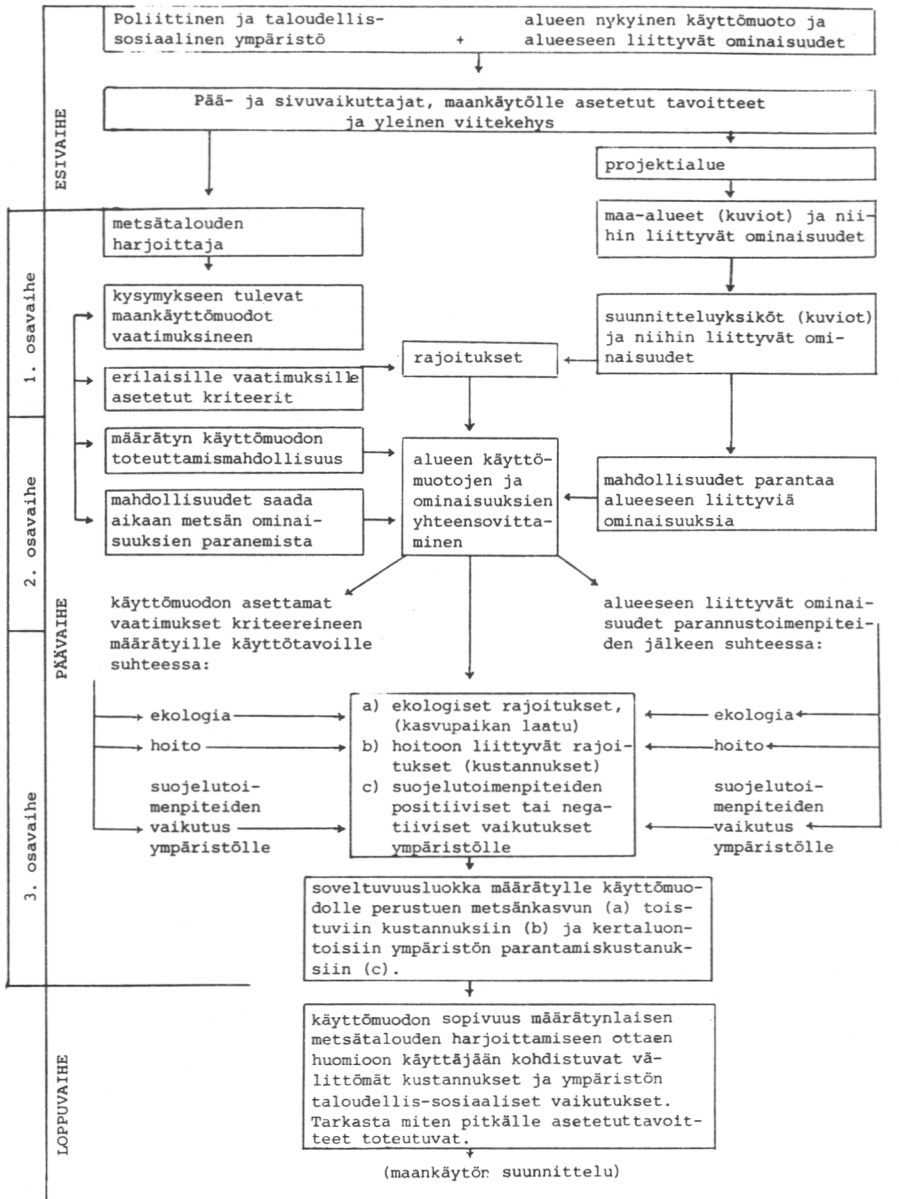 Poliittinen ja taloudellis-
sosiaalinen ympäristö
+
alueen nykyinen käyttömuoto ja
alueeseen liittyvät ominaisuudet
Pää- ja sivuvaikuttajat, maankäytölle asetetut tavoitteet
ja yleinen viitekehys
ESIVAIHE
projektialue
metsätalouden
harjoittaja
maa-alueet (kuviot) ja nii-
hin liittyvät ominaisuudet
1. osavaihe
kysymykseen tulevat
maankäyttömuodot
vaatimuksineen
suunnitteluyksiköt (kuviot)
ja niihin liittyvät omi-
naisuudet
rajoitukset
erilaisille vaatimuksille
asetetut kriteerit
2. osavaihe
määrätyn käyttömuodon
toteuttamismahdollisuus
mahdollisuudet saada
aikaan metsän ominai-
suuksien paranemista
alueen käyttö-
muotojen ja
ominaisuuksien
yhteensovitta-
minen
mahdollisuudet parantaa
alueeseen liittyviä
ominaisuuksia
PÄÄVAIHE
käyttömuodon asettamat
vaatimukset kriteereineen
määrätyille käyttötavoille
suhteessa:
alueeseen liittyvät ominai-
suudet parannustoimenpitei-
den jälkeen suhteessa:
3. osavaihe
ekologia
hoito
suojelutoi-
menpiteiden
vaikutus
ympäristölle
a) ekologiset rajoitukset,
(kasvupaikan laatu)
b) hoitoon liittyvät rajoi-
tukset (kustannukset)
c) suojelutoimenpiteiden
positiiviset tai nega-
tiiviset vaikutukset
ympäristölle
ekologia
hoito
suojelutoi-
menpiteiden
vaikutus
ympäristölle
soveltuvuusluokka määrätylle käyttömuo-
dolle perustuen metsänkasvun (a) tois-
tuviin kustannuksiin (b) ja kertaluon-
toisiin ympäristön parantamiskustanuk-
siin (c).
LOPPUVAIHE
käyttömuodon sopivuus määrätynlaisen
metsätalouden harjoittamiseen ottaen
huomioon käyttäjään kohdistuvat vä-
littömät kustannukset ja ympäristön
taloudellis-sosiaaliset vaikutukset.
Tarkasta miten pitkälle asetetuttavoit-
teet toteutuvat.
(maankäytön suunnittelu)